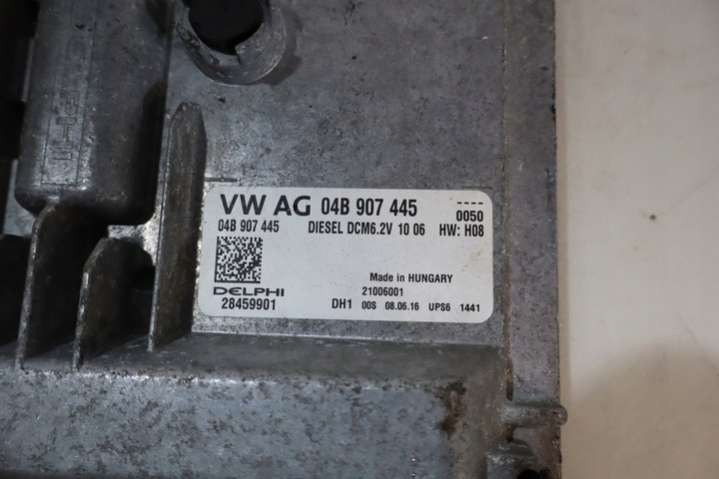 VW AG 04B 907 445 ----
04B 907 445 DIESEL DCM6.2V 10 06 0050
HW: H08
Made in HUNGARY
DELPHI 21006001
28459901 DH1 00S 08.06.16 UPS6 1441